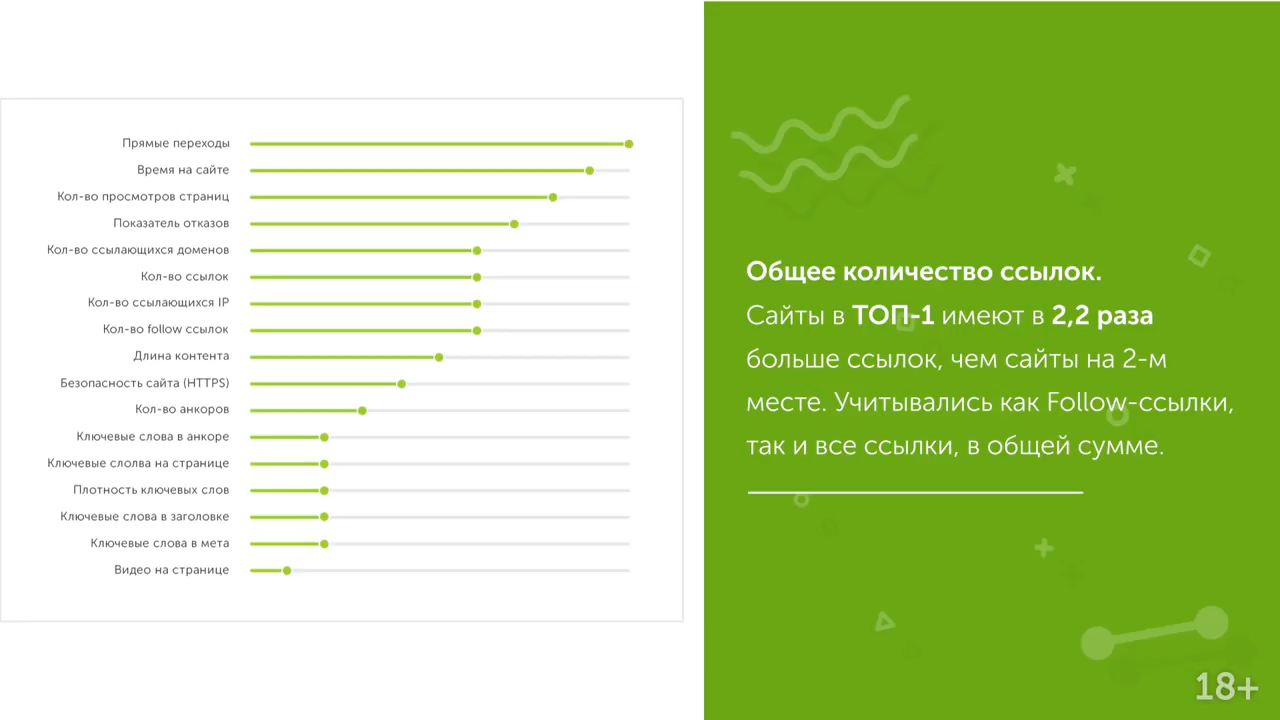 Прямые переходы
Время на сайте
Кол-во просмотров страниц
Показатель отказов
Кол-во ссылающихся доменов
Кол-во ссылок
Кол-во ссылающихся IP
Кол-во follow ссылок
Длина контента
Безопасность сайта (HTTPS)
Кол-во анкоров
Ключевые слова в анкоре
Ключевые слолва на странице
Плотность ключевых слов
Ключевые слова в заголовке
Ключевые слова в мета
Видео на странице
Общее количество ссылок.
Сайты в ТОП-1 имеют в 2,2 раза
больше ссылок, чем сайты на 2-м
месте. Учитывались как Follow-ссылки,
так и все ссылки, в общей сумме.
18+